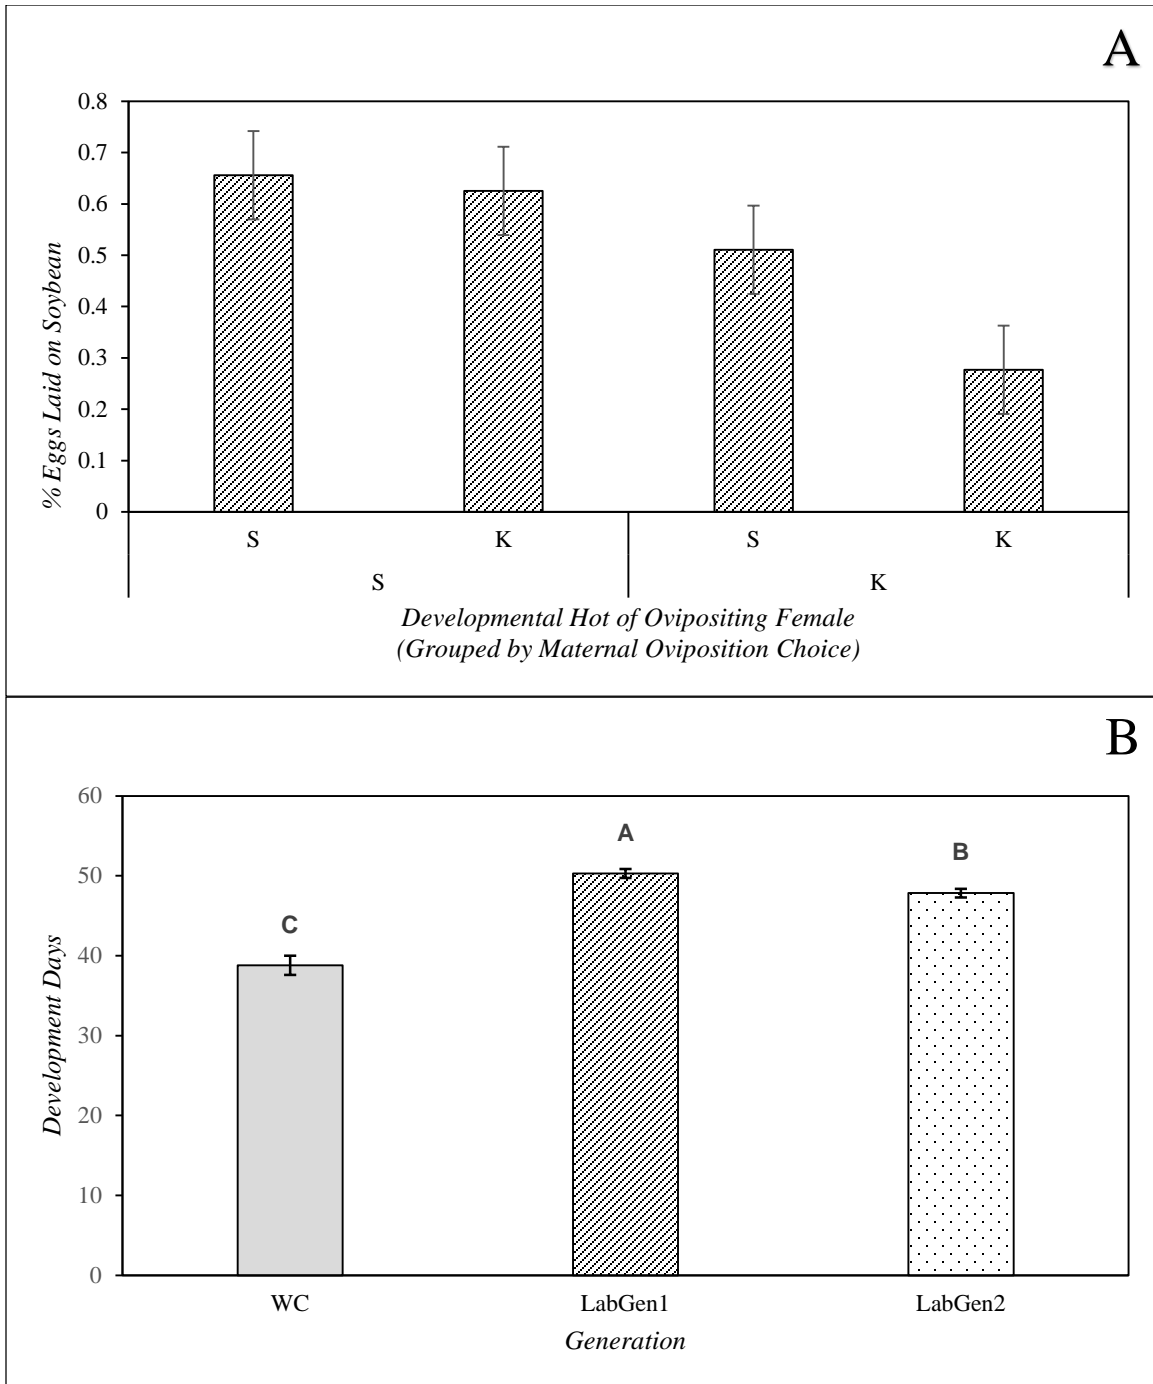 A
0.8
0.7
0.6
0.5
0.4
0.3
0.2
0.1
0
% Eggs Laid on Soybean
S K S K
S K
Developmental Hot of Ovipositing Female
(Grouped by Maternal Oviposition Choice)
B
60
50
40
30
20
10
0
Development Days
C
A
B
WC LabGen1 LabGen2
Generation